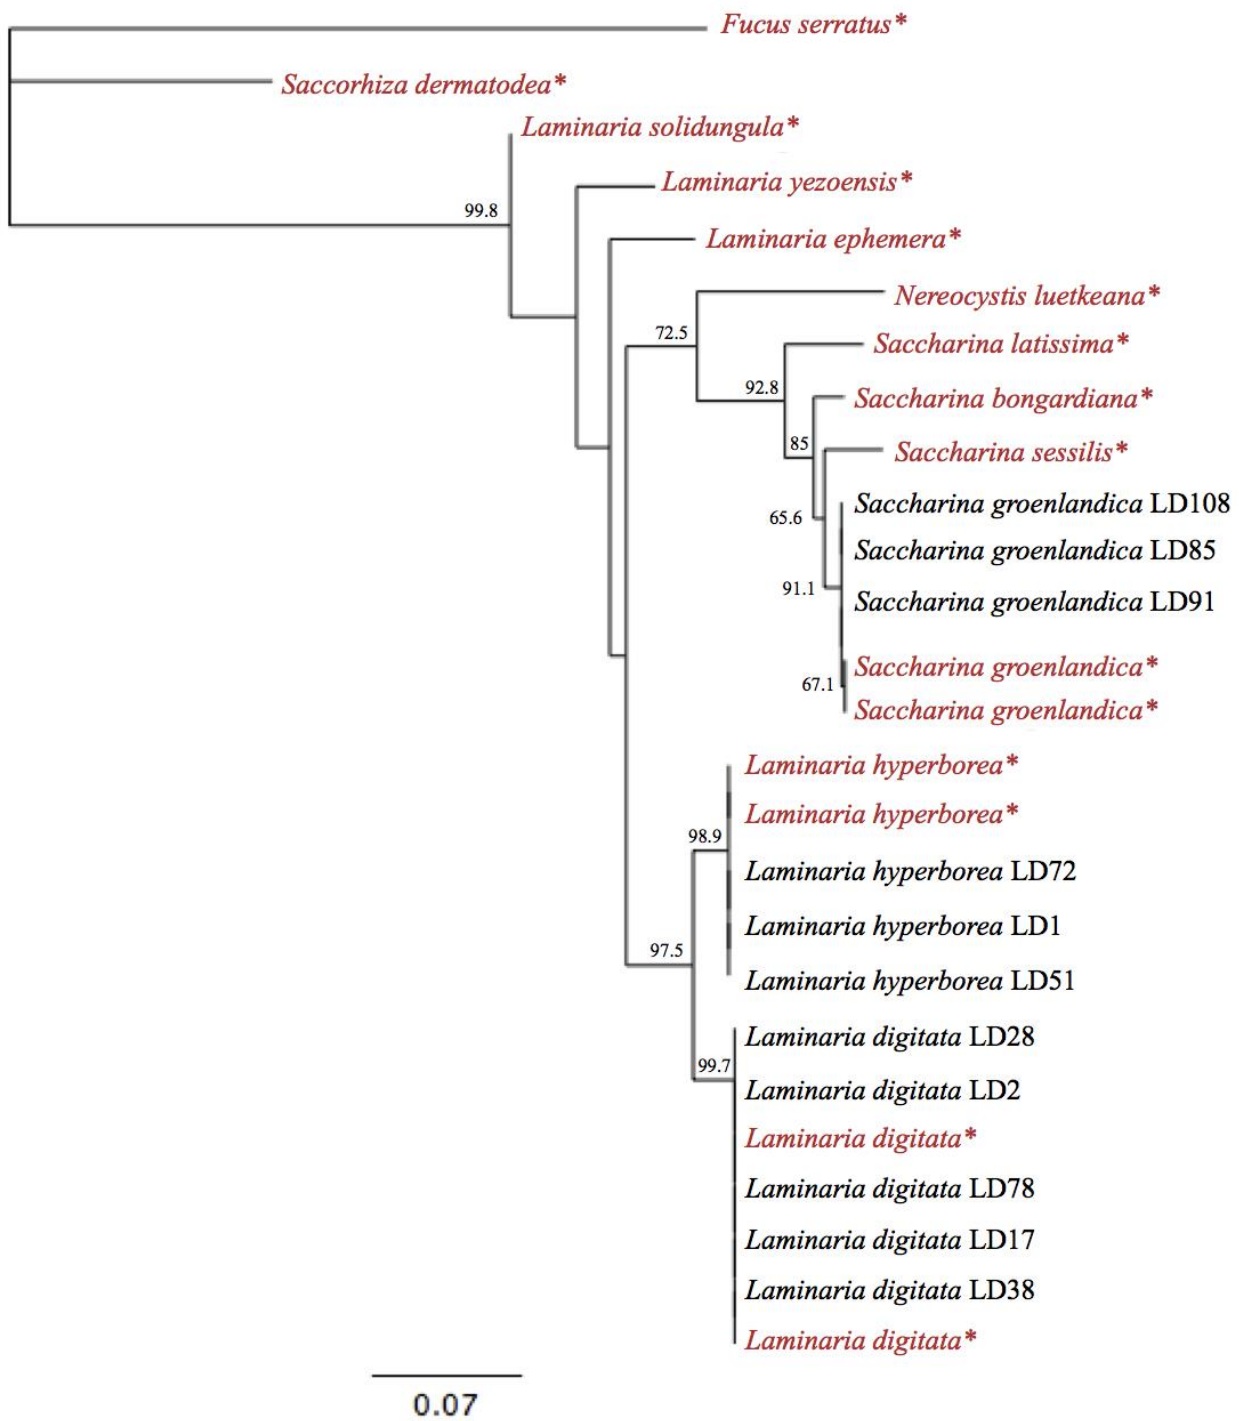 Fucus serratus*
Saccorhiza dermatodea*
Laminaria solidungula*
Laminaria yezoensis*
99.8
Laminaria ephemera*
Nereocystis luetkeana*
72.5
Saccharina latissima*
92.8
Saccharina bongardiana*
85
Saccharina sessilis*
Saccharina groenlandica LD108
65.6
Saccharina groenlandica LD85
91.1
Saccharina groenlandica LD91
Saccharina groenlandica*
67.1
Saccharina groenlandica*
Laminaria hyperborea*
Laminaria hyperborea*
98.9
Laminaria hyperborea LD72
Laminaria hyperborea LD1
97.5
Laminaria hyperborea LD51
Laminaria digitata LD28
99.7
Laminaria digitata LD2
Laminaria digitata*
Laminaria digitata LD78
Laminaria digitata LD17
Laminaria digitata LD38
Laminaria digitata*
0.07